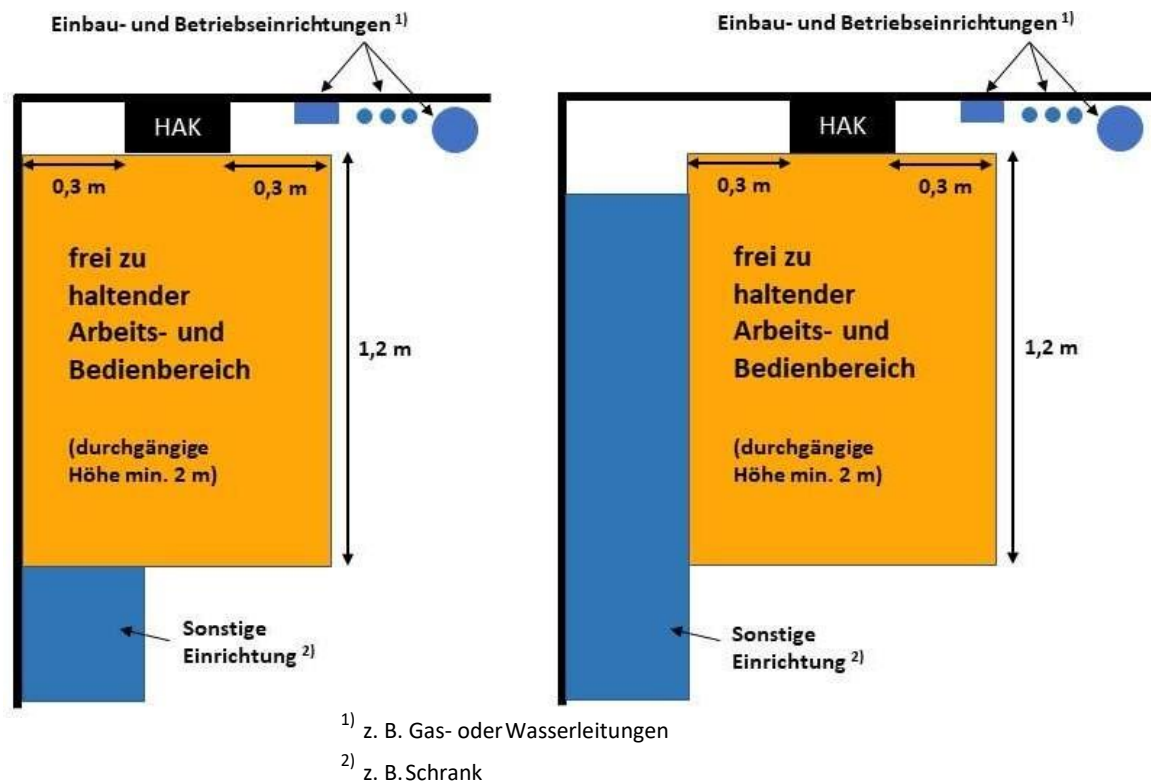 Einbau- und Betriebseinrichtungen 1)
HAK
0,3 m
0,3 m
frei zu
haltender
Arbeits- und
Bedienbereich
1,2 m
(durchgängige
Höhe min. 2 m)
Sonstige
Einrichtung 2)
Einbau- und Betriebseinrichtungen 1)
HAK
0,3 m
0,3 m
frei zu
haltender
Arbeits- und
Bedienbereich
1,2 m
(durchgängige
Höhe min. 2 m)
Sonstige
Einrichtung 2)
1) z. B. Gas- oder Wasserleitungen
2) z. B. Schrank